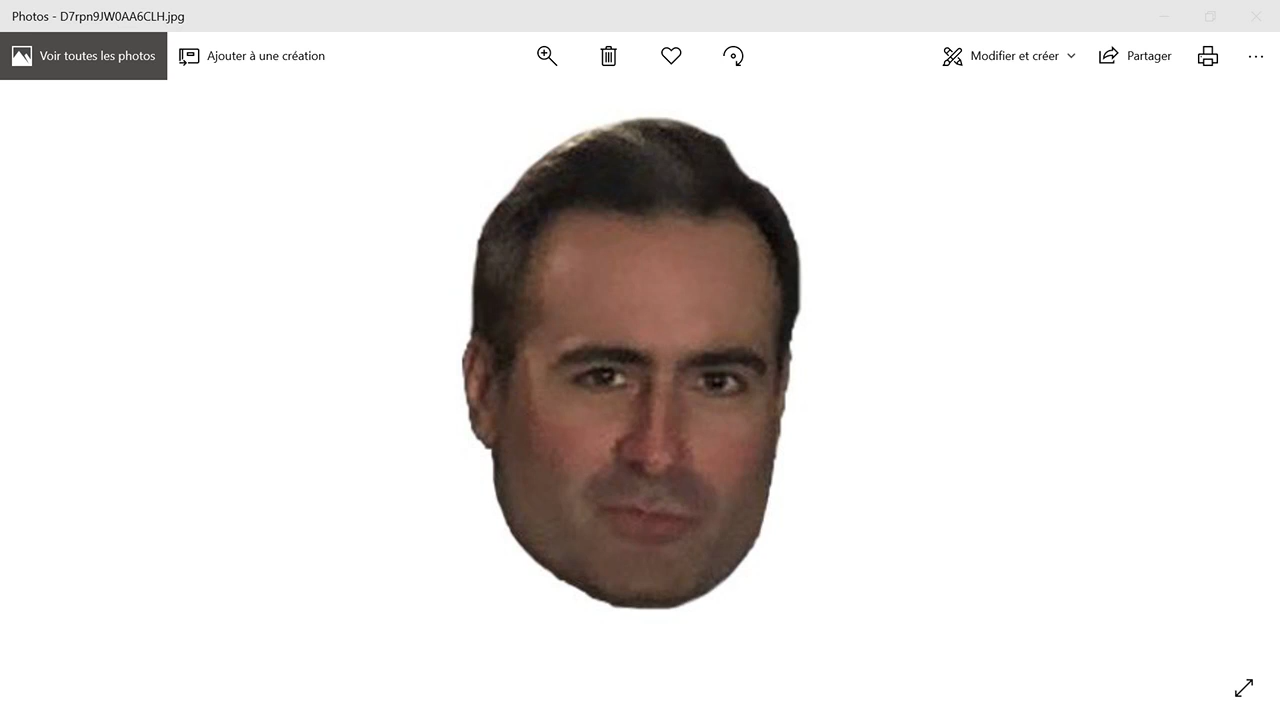 Photos - D7rpn9JW0AA6CLH.jpg
Voir toutes les photos
Ajouter à une création
Modifier et créer
Partager